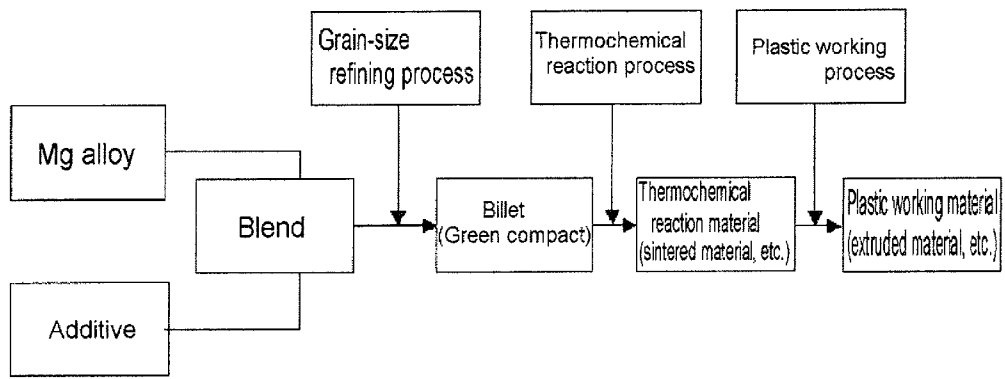 Grain-size
refining process
Thermochemical
reaction process
Plastic working
process
Mg alloy
Blend
Additive
Billet
(Green compact)
Thermochemical
reaction material
(sintered material, etc.)
Plastic working material
(extruded material, etc.)